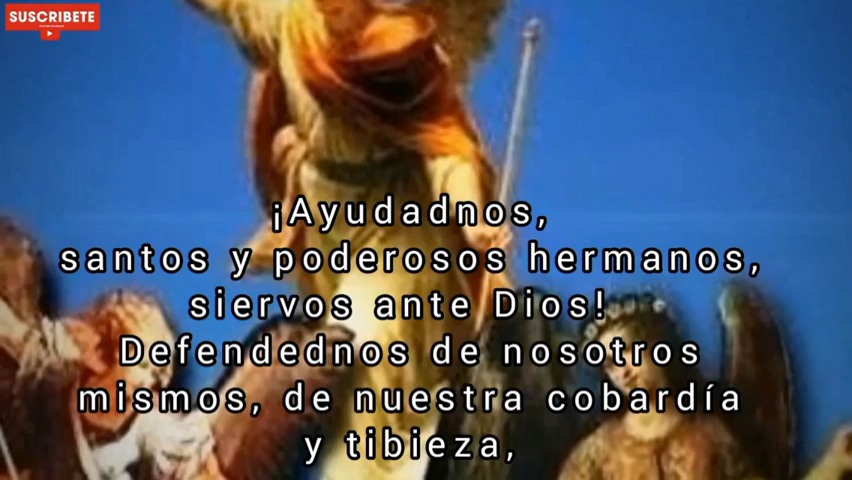 SUSCRIBETE
¡Ayudadnos,
santos y poderosos hermanos,
siervos ante Dios!
Defendednos de nosotros
mismos, de nuestra cobardía
y tibieza,